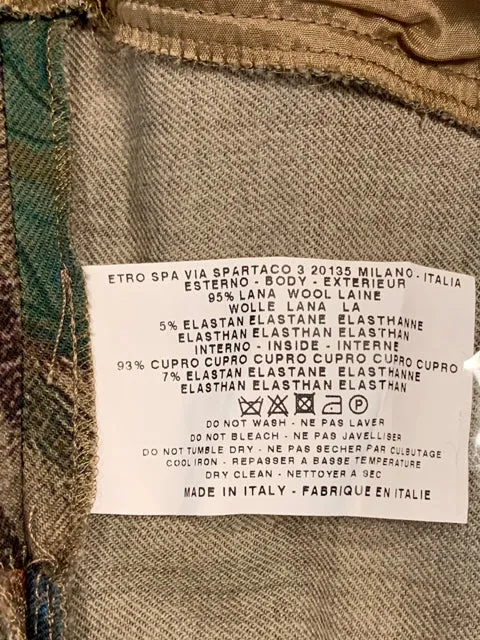 ETRO SPA VIA SPARTACO 3 20135 MILANO - ITALIA
ESTERNO - BODY - EXTERIEUR
95% LANA WOOL LAINE
WOLLE LANA LA
5% ELASTAN ELASTANE ELASTHANNE
ELASTHAN ELASTHAN ELASTHAN
INTERNO - INSIDE - INTERNE
93% CUPRO CUPRO CUPRO CUPRO CUPRO CUPRO
7% ELASTAN ELASTANE ELASTHANNE
ELASTHAN ELASTHAN ELASTHAN
P
DO NOT WASH - NE PAS LAVER
DO NOT BLEACH - NE PAS JAVELLISER
DO NOT TUMBLE DRY - NE PAS SECHER PAR CULBUTAGE
COOL IRON - REPASSER A BASSE TEMPERATURE
DRY CLEAN - NETTOYER A SEC
MADE IN ITALY - FABRIQUE EN ITALIE